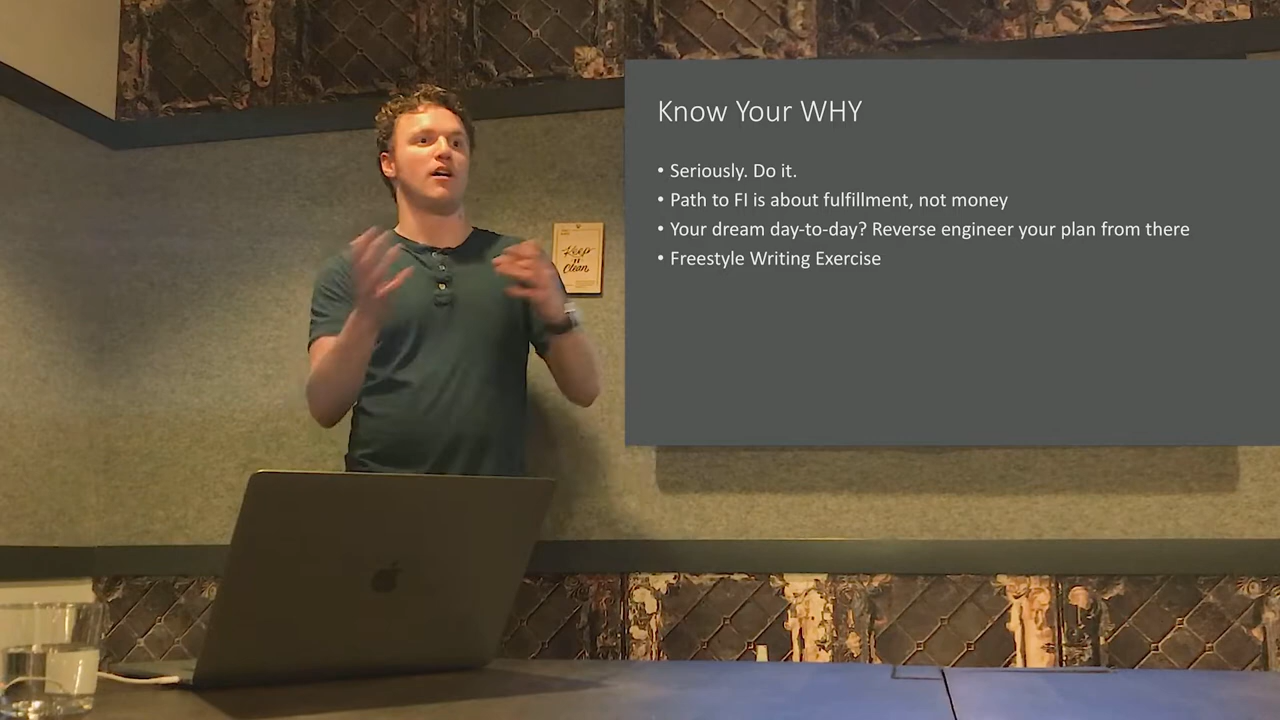 Know Your WHY
• Seriously. Do it.
• Path to FI is about fulfillment, not money
• Your dream day-to-day? Reverse engineer your plan from there
• Freestyle Writing Exercise
Keep
it
Clean